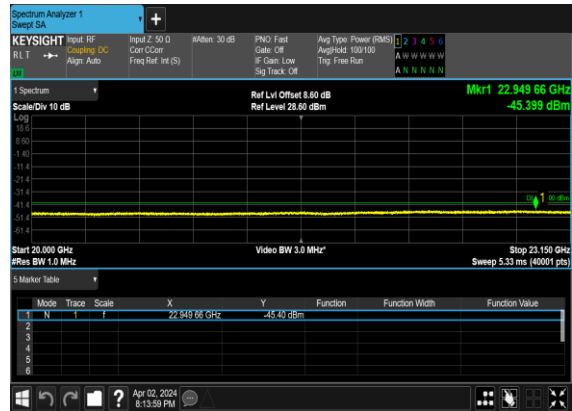 Spectrum Analyzer 1
Swept SA
+
KEYSIGHT Input: RF Input Z: 50 Ω #Atten: 30 dB PNO: Fast Avg Type: Power (RMS) 1 2 3 4 5 6
RLT Coupling: DC Corr CCorr Gate: Off Avg|Hold: 100/100 A W W W W W
Align: Auto Freq Ref: Int (S) IF Gain: Low Trig: Free Run A N N N N N
Sig Track: Off
1 Spectrum Ref Lvl Offset 8.60 dB Mkr1 22.949 66 GHz
Scale/Div 10 dB Ref Level 28.60 dBm -45.399 dBm
Log
18.6
8.60
-1.40
-11.4
-21.4
-31.4
-41.4
-51.4
-61.4
1
Start 20.000 GHz Video BW 3.0 MHz* Stop 23.150 GHz
#Res BW 1.0 MHz Sweep 5.33 ms (40001 pts)
5 Marker Table
Mode Trace Scale X Y Function Function Width Function Value
1 N 1 f 22.949 66 GHz -45.40 dBm
2
3
4
5
6
? Apr 02, 2024
8:13:59 PM